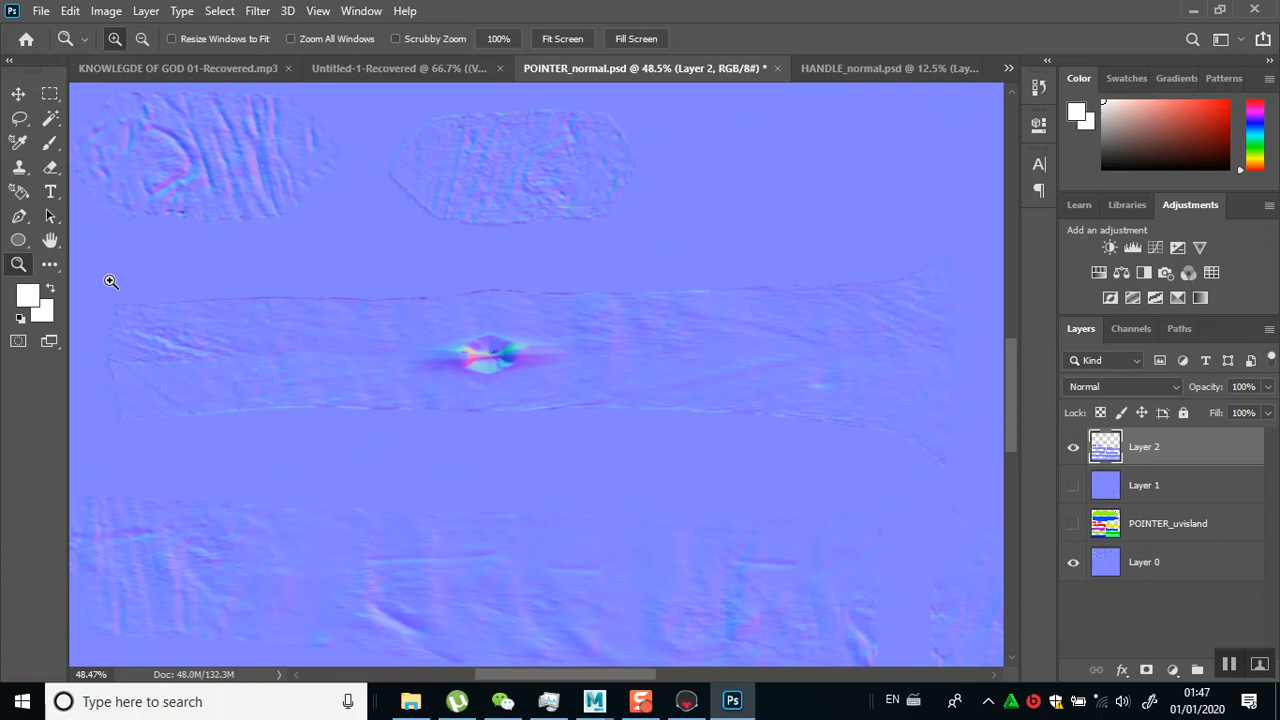 Ps File Edit Image Layer Type Select Filter 3D View Window Help
Resize Windows to Fit Zoom All Windows Scrubby Zoom 100% Fit Screen Fill Screen
KNOWLEGDE OF GOD 01-Recovered.mp3 × Untitled-1-Recovered @ 66.7% ((V... × POINTER_normal.psd @ 48.5% (Layer 2, RGB/8#) * × HANDLE_normal.psd @ 12.5% (Lay... »
Color Swatches Gradients Patterns
Learn Libraries Adjustments
Add an adjustment
Layers Channels Paths
Kind
Normal Opacity: 100%
Lock: Fill: 100%
Layer 2
Layer 1
POINTER_uvisland
Layer 0
48.47% Doc: 48.0M/132.3M
Type here to search
Ps
EN
01:47
01/01/2020